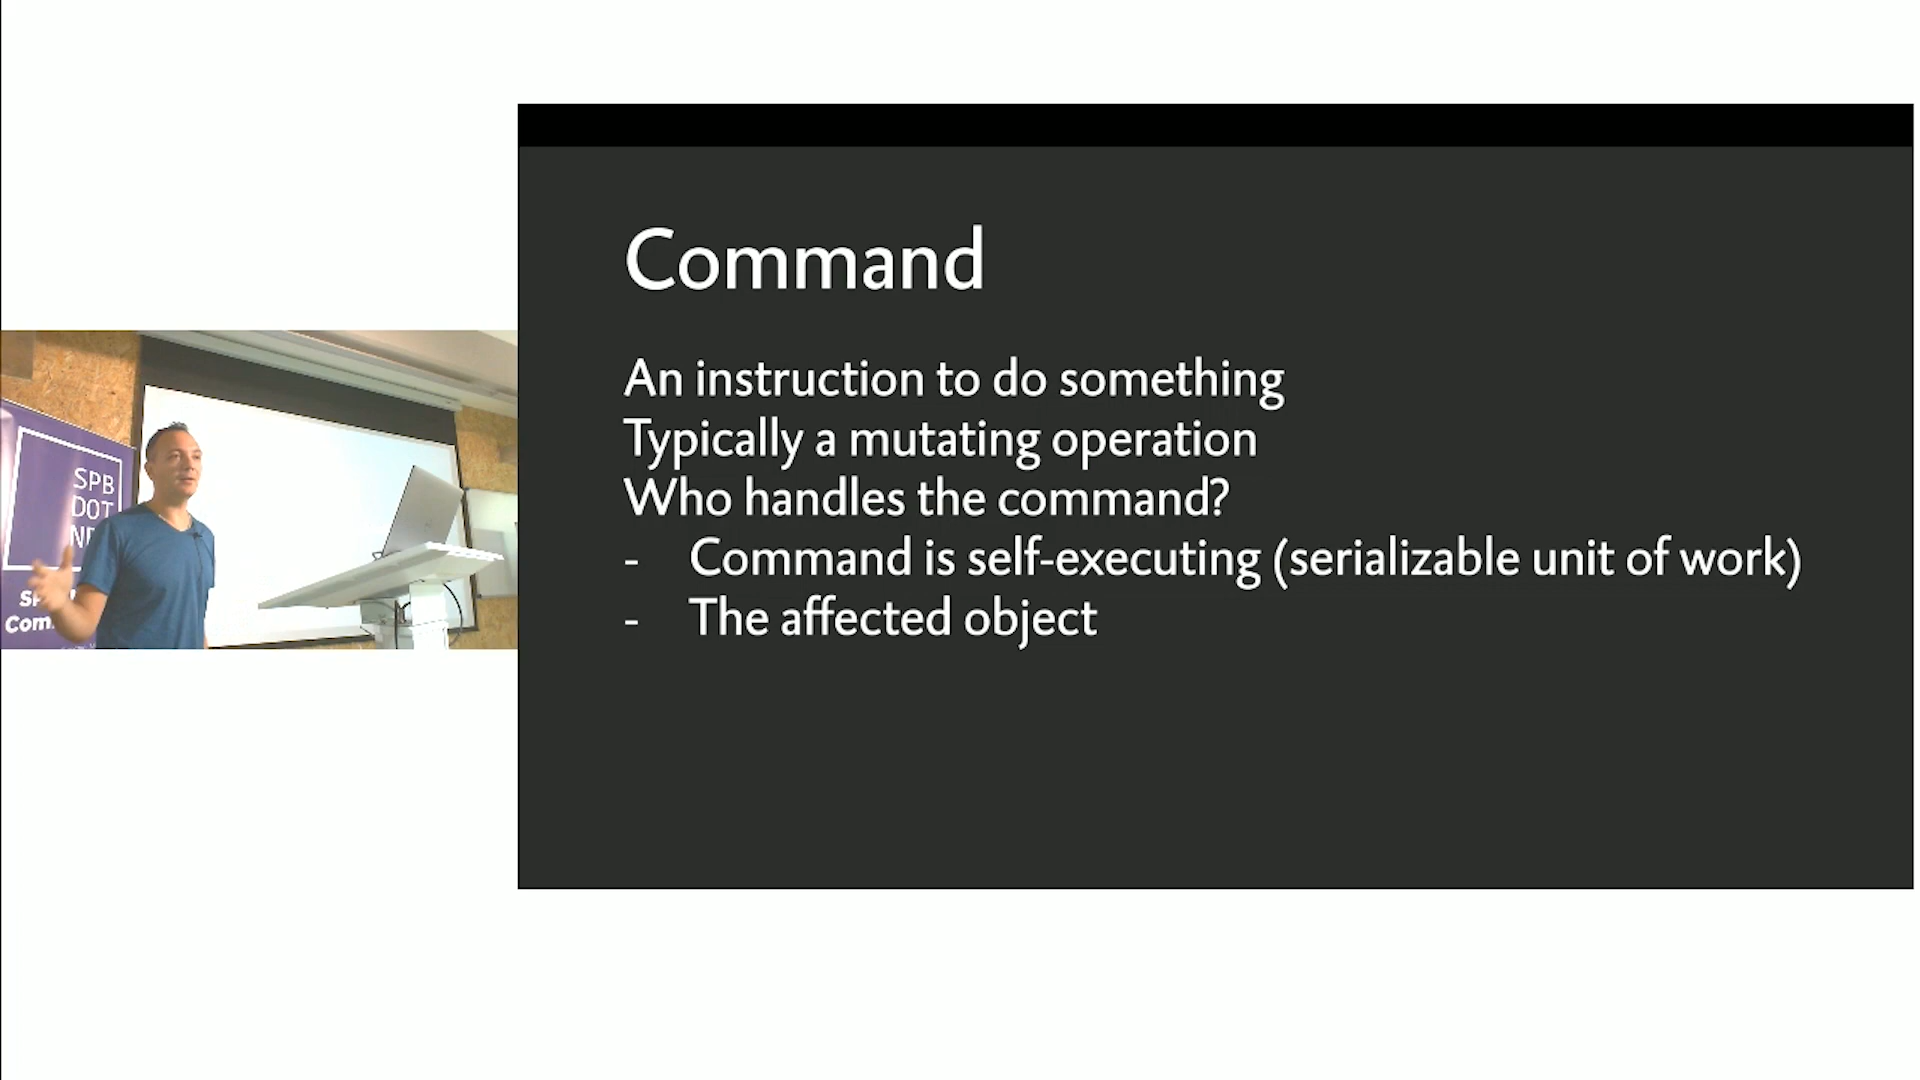 SPB
DOT
Command
An instruction to do something
Typically a mutating operation
Who handles the command?
- Command is self-executing (serializable unit of work)
- The affected object